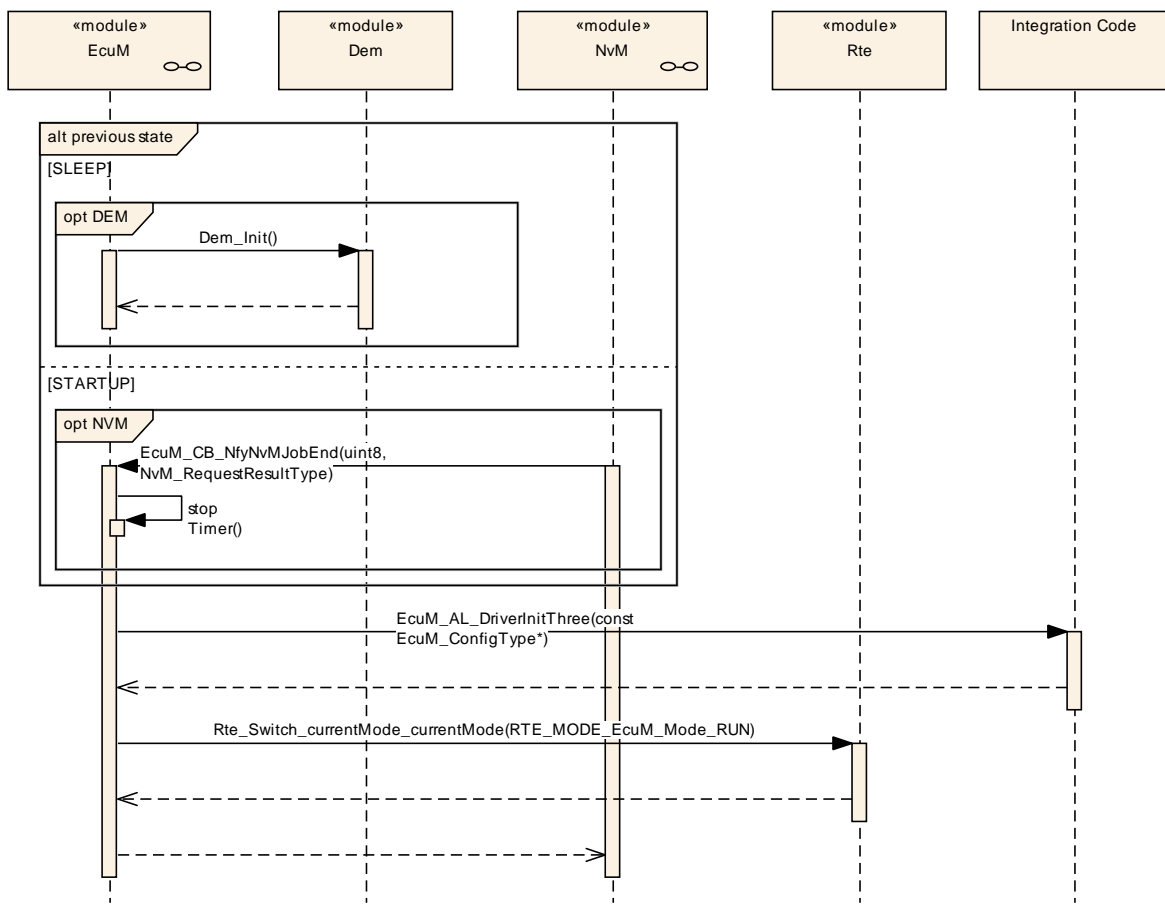 «module»
EcuM
«module»
Dem
«module»
NvM
«module»
Rte
Integration Code
alt previous state
[SLEEP]
opt DEM
Dem_Init()
[STARTUP]
opt NVM
EcuM_CB_NfyNvMJobEnd(uint8,
NvM_RequestResultType)
stop
Timer()
EcuM_AL_DriverInitThree(const
EcuM_ConfigType*)
Rte_Switch_currentMode_currentMode(RTE_MODE_EcuM_Mode_RUN)